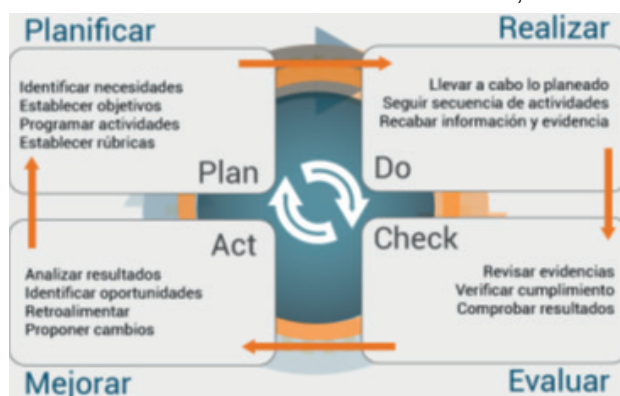 Planificar
Identificar necesidades
Establecer objetivos
Programar actividades
Establecer rúbricas
Plan
Realizar
Llevar a cabo lo planeado
Seguir secuencia de actividades
Recabar información y evidencia
Do
Act
Analizar resultados
Identificar oportunidades
Retroalimentar
Proponer cambios
Mejorar
Check
Revisar evidencias
Verificar cumplimiento
Comprobar resultados
Evaluar